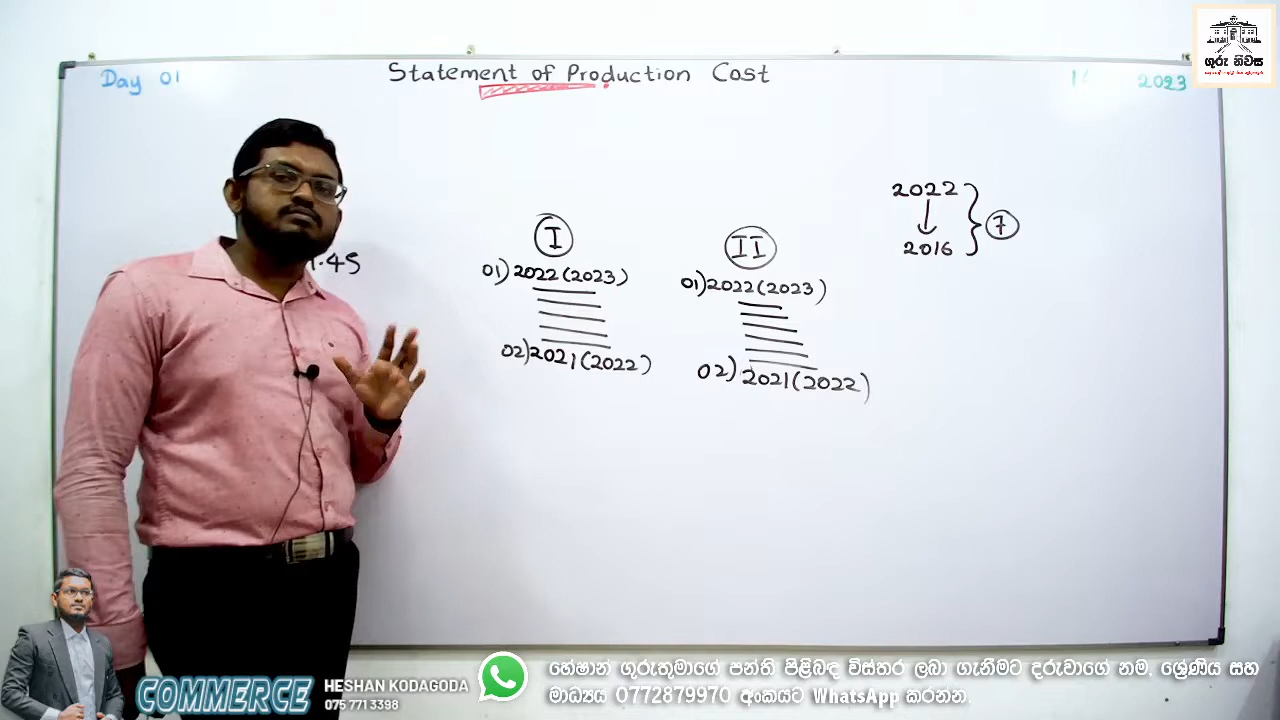 Day 01
Statement of Production Cost
2023
ගුරු නිවස
2022
7
2016
I
01) 2022 (2023)
02) 2021 (2022)
II
01) 2022 (2023)
02) 2021 (2022)
.45
COMMERCE
HESHAN KODAGODA
075 771 3398
හේෂාන් ගුරුතුමාගේ පන්ති පිළිබඳ විස්තර ලබා ගැනීමට දරුවාගේ නම, ශ්‍රේණිය සහ
මාධ්‍යය 0772879970 අංකයට WhatsApp කරන්න.